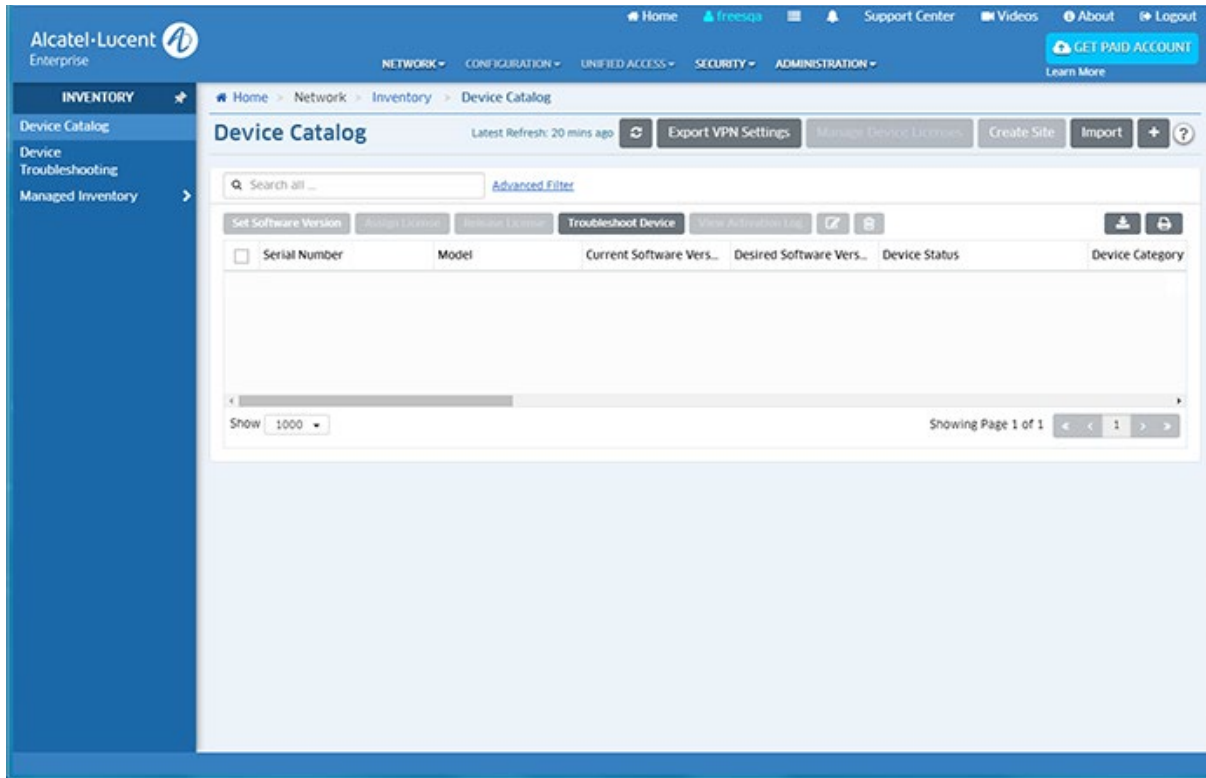 Home freesqa Support Center Videos About Logout
Alcatel·Lucent
Enterprise
GET PAID ACCOUNT
NETWORK CONFIGURATION UNIFIED ACCESS SECURITY ADMINISTRATION
Learn More
INVENTORY
Home > Network > Inventory > Device Catalog
Device Catalog
Device
Troubleshooting
Managed Inventory
Device Catalog
Latest Refresh: 20 mins ago
Export VPN Settings Manage Device Licenses Create Site Import + ?
Search all ...
Advanced Filter
Set Software Version Assign License Release License Troubleshoot Device View Activation Log
Serial Number Model Current Software Vers... Desired Software Vers... Device Status Device Category
Show 1000
Showing Page 1 of 1 « < 1 > »